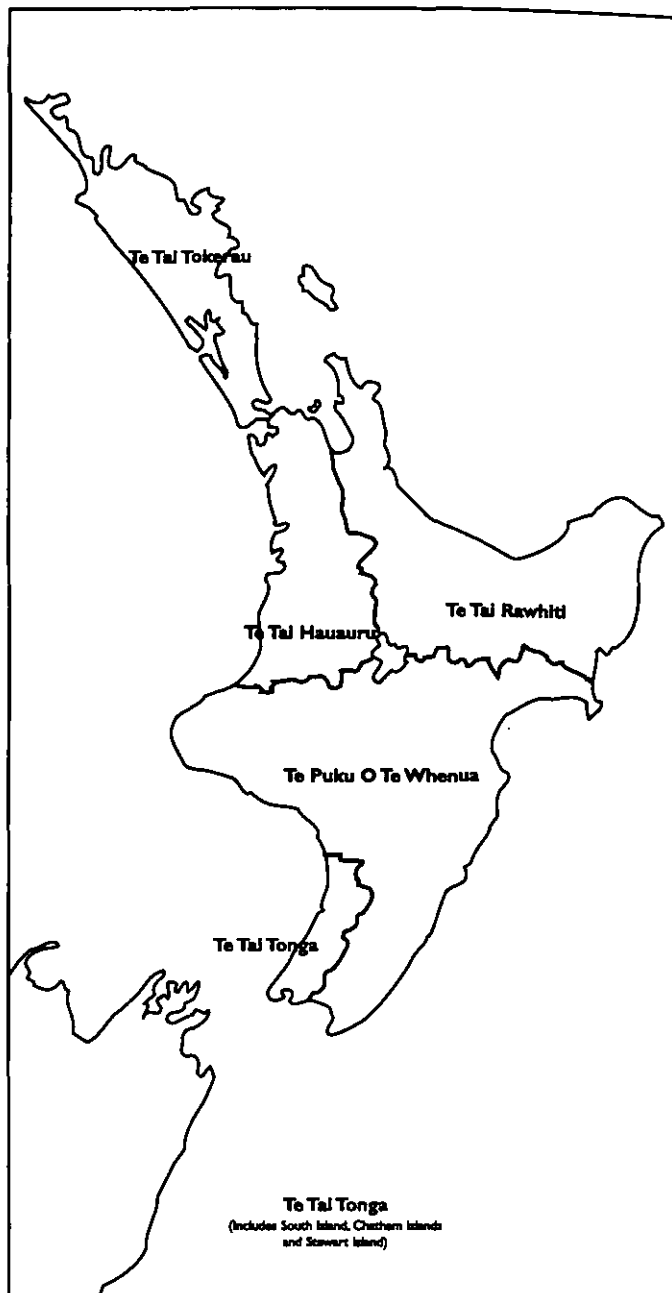 Te Tai Tokerau
Te Tai Rawhiti
Te Tai Hauauru
Te Puku O Te Whenua
Te Tai Tonga
Te Tai Tonga
(Includes South Island, Chatham Islands
and Stewart Island)